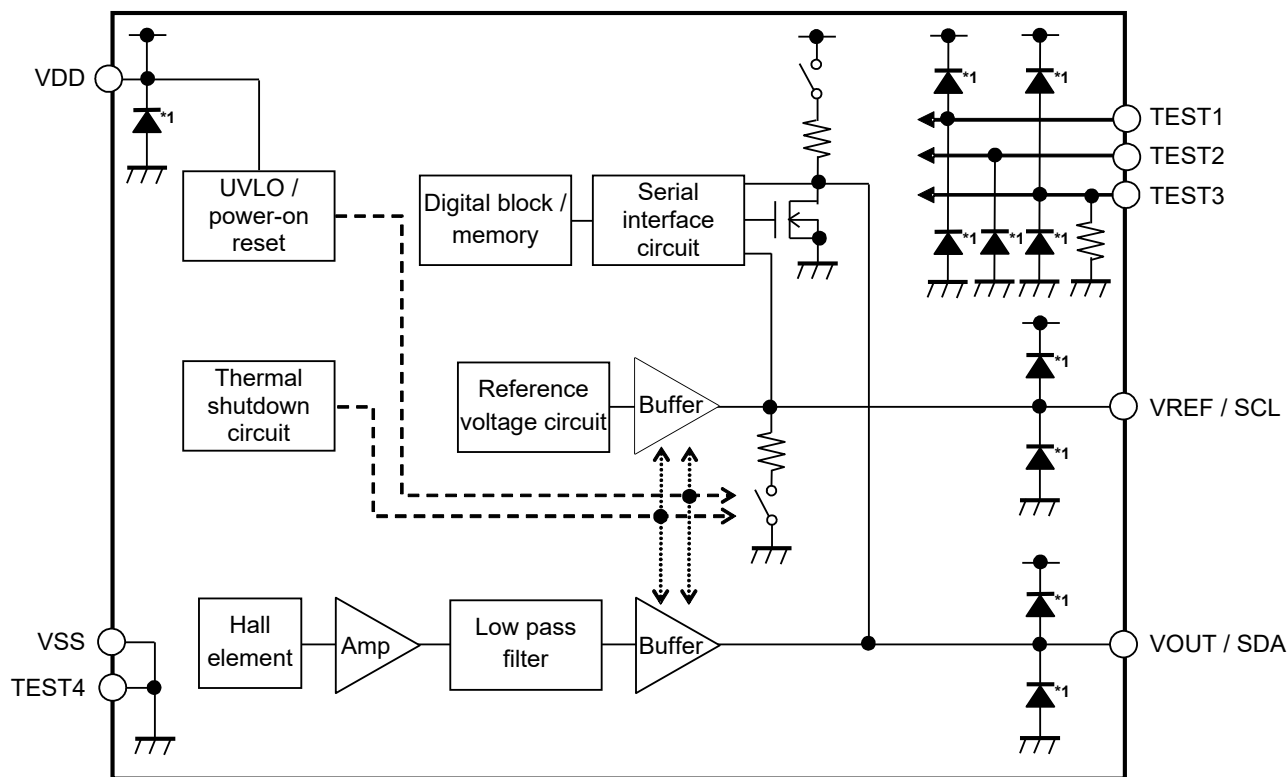 VDD
*1
*1
*1
TEST1
TEST2
TEST3
UVLO /
power-on
reset
Digital block /
memory
Serial
interface
circuit
*1
*1
*1
Thermal
shutdown
circuit
Reference
voltage circuit
Buffer
*1
VREF / SCL
*1
Hall
element
Amp
Low pass
filter
Buffer
*1
VOUT / SDA
*1
VSS
TEST4